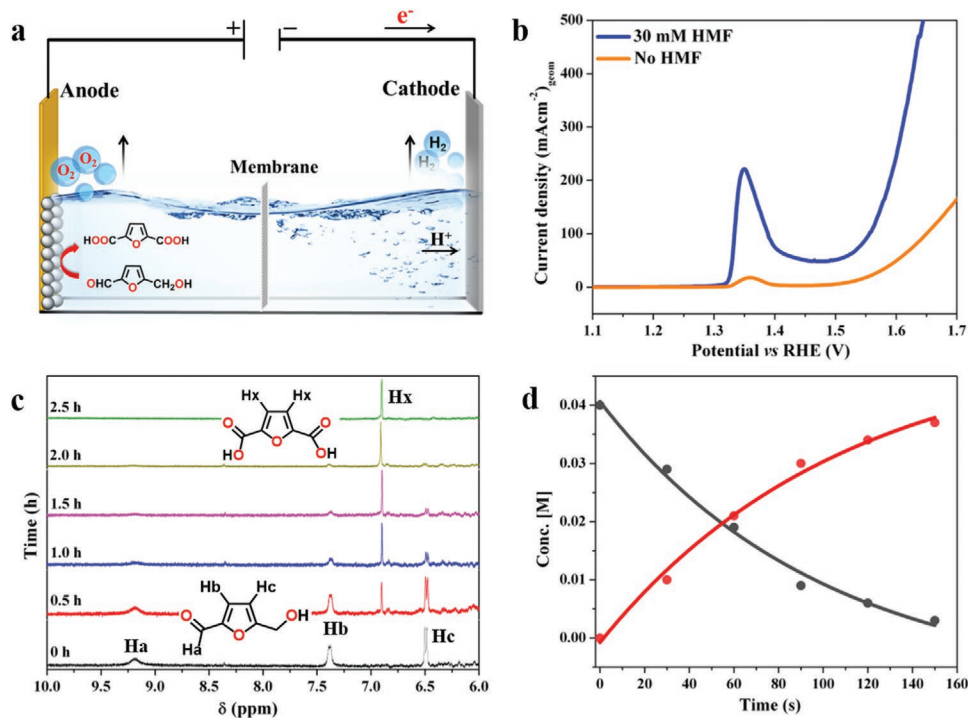 a
+ −
e⁻
Anode
Cathode
O₂ O₂
H₂
H₂
Membrane
HOOC O COOH
OHC O CH₂OH
H⁺
b
30 mM HMF
No HMF
Current density (mAcm⁻²)geom
500
400
300
200
100
0
1.1 1.2 1.3 1.4 1.5 1.6 1.7
Potential vs RHE (V)
c
Time (h)
Hx Hx
Hx
O O O
HO OH
2.5 h
2.0 h
1.5 h
1.0 h
0.5 h
0 h
Hb Hc
O O OH
Ha
Ha
Hb
Hc
10.0 9.5 9.0 8.5 8.0 7.5 7.0 6.5 6.0
δ (ppm)
d
Conc. [M]
0.04
0.03
0.02
0.01
0.00
0 20 40 60 80 100 120 140 160
Time (s)